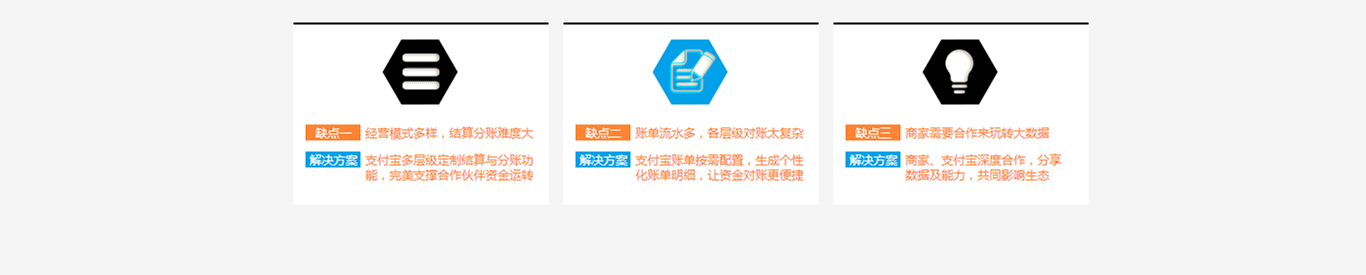 缺点一 经营模式多样，结算分账难度大
解决方案 支付宝多层级定制结算与分账功
能，完美支撑合作伙伴资金运转
缺点二 账单流水多，各层级对账太复杂
解决方案 支付宝账单按需配置，生成个性
化账单明细，让资金对账更便捷
缺点三 商家需要合作来玩转大数据
解决方案 商家、支付宝深度合作，分享
数据及能力，共同影响生态